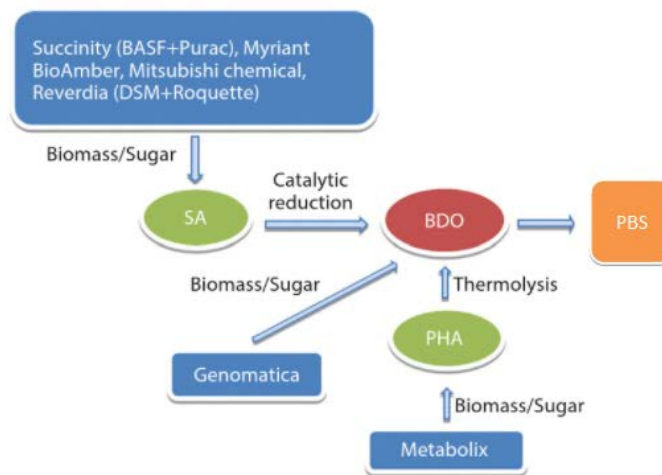 Succinity (BASF+Purac), Myriant
BioAmber, Mitsubishi chemical,
Reverdia (DSM+Roquette)
Biomass/Sugar
Catalytic
reduction
SA
BDO
PBS
Biomass/Sugar
Thermolysis
PHA
Genomatica
Biomass/Sugar
Metabolix